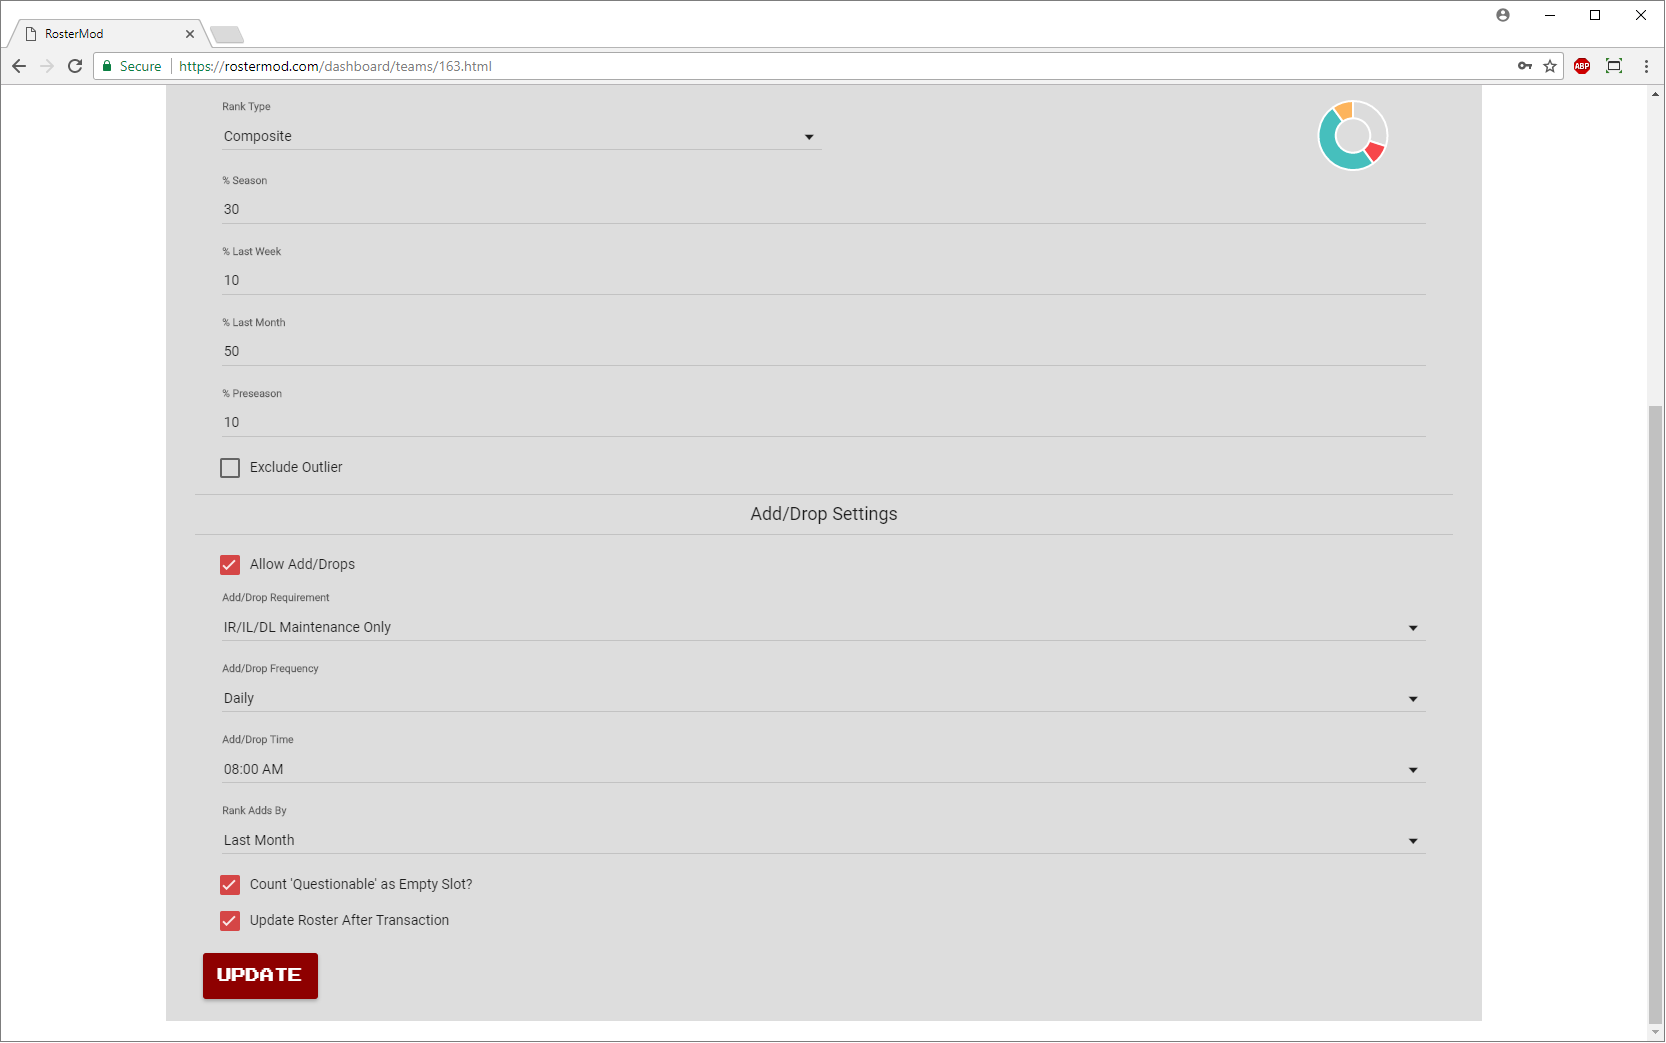 RosterMod
Secure https://rostermod.com/dashboard/teams/163.html
ABP
Rank Type
Composite
% Season
30
% Last Week
10
% Last Month
50
% Preseason
10
Exclude Outlier
Add/Drop Settings
Allow Add/Drops
Add/Drop Requirement
IR/IL/DL Maintenance Only
Add/Drop Frequency
Daily
Add/Drop Time
08:00 AM
Rank Adds By
Last Month
Count 'Questionable' as Empty Slot?
Update Roster After Transaction
UPDATE